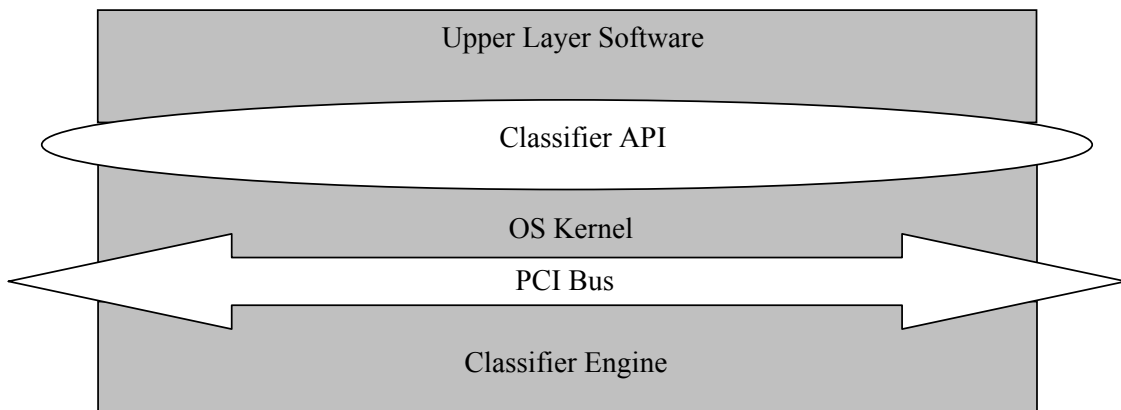 Upper Layer Software
Classifier API
OS Kernel
PCI Bus
Classifier Engine